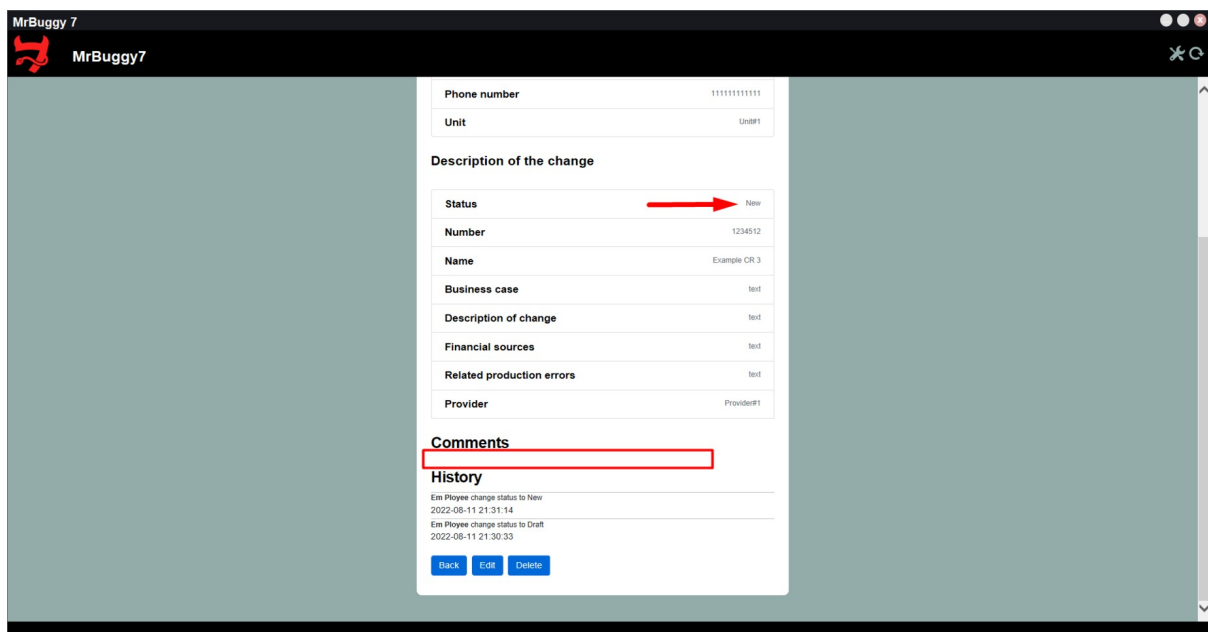 MrBuggy 7
MrBuggy7
Phone number 111111111111
Unit Unit#1
Description of the change
Status New
Number 1234512
Name Example CR 3
Business case text
Description of change text
Financial sources text
Related production errors text
Provider Provider#1
Comments
History
Em Ployee change status to New
2022-08-11 21:31:14
Em Ployee change status to Draft
2022-08-11 21:30:33
Back Edit Delete